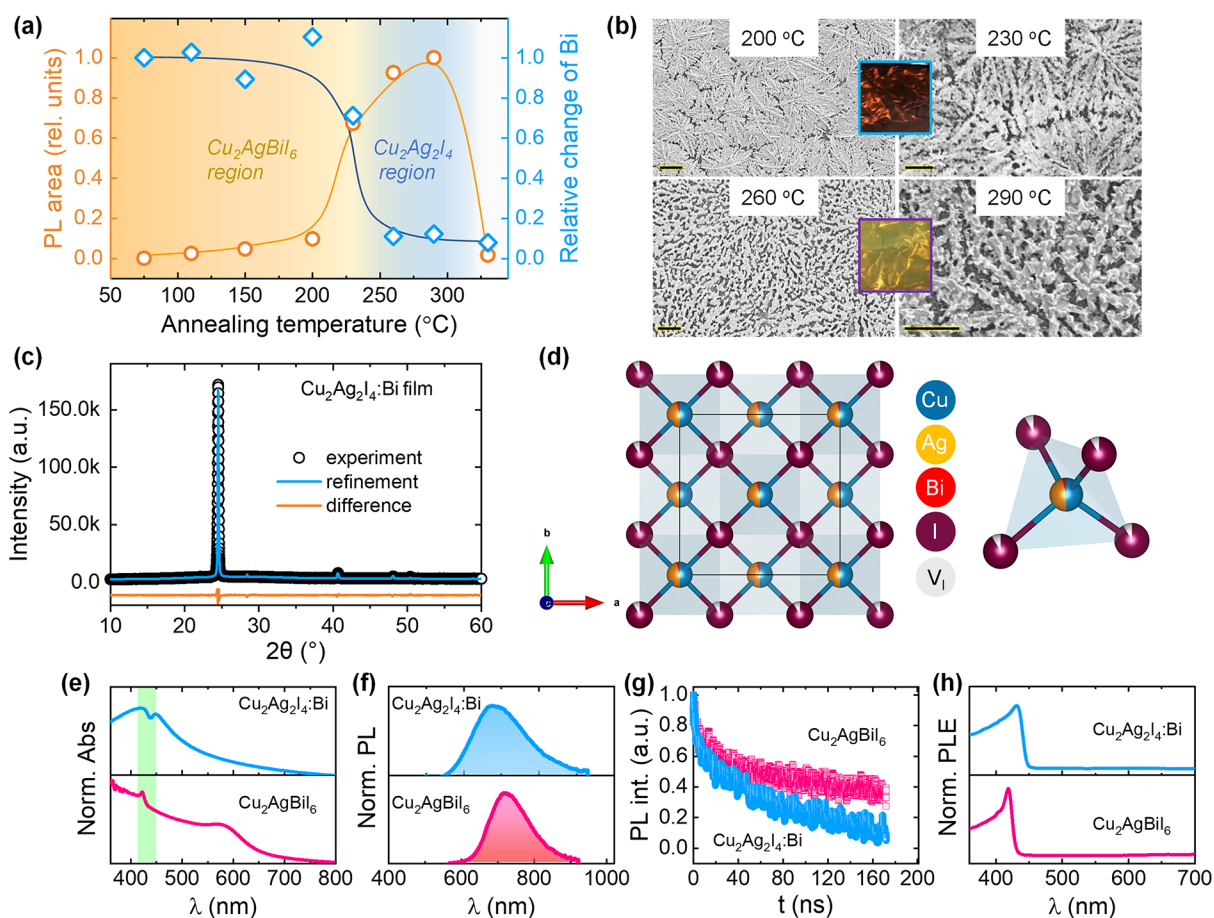 (a)
PL area (rel. units)
1.0
0.8
0.6
0.4
0.2
0.0
Cu₂AgBiI₆
region
Cu₂Ag₂I₄
region
1.0
0.8
0.6
0.4
0.2
0.0
Relative change of Bi
50 100 150 200 250 300
Annealing temperature (°C)
(b)
200 °C
230 °C
260 °C
290 °C
(c)
Intensity (a.u.)
150.0k
100.0k
50.0k
0.0
Cu₂Ag₂I₄:Bi film
experiment
refinement
difference
10 20 30 40 50 60
2θ (°)
(d)
b
a
Cu
Ag
Bi
I
V_I
(e)
Norm. Abs
Cu₂Ag₂I₄:Bi
Cu₂AgBiI₆
400 500 600 700 800
λ (nm)
(f)
Norm. PL
Cu₂Ag₂I₄:Bi
Cu₂AgBiI₆
400 600 800 1000
λ (nm)
(g)
PL int. (a.u.)
1.0
0.8
0.6
0.4
0.2
0.0
Cu₂AgBiI₆
Cu₂Ag₂I₄:Bi
0 40 80 120 160 200
t (ns)
(h)
Norm. PLE
Cu₂Ag₂I₄:Bi
Cu₂AgBiI₆
400 500 600 700
λ (nm)